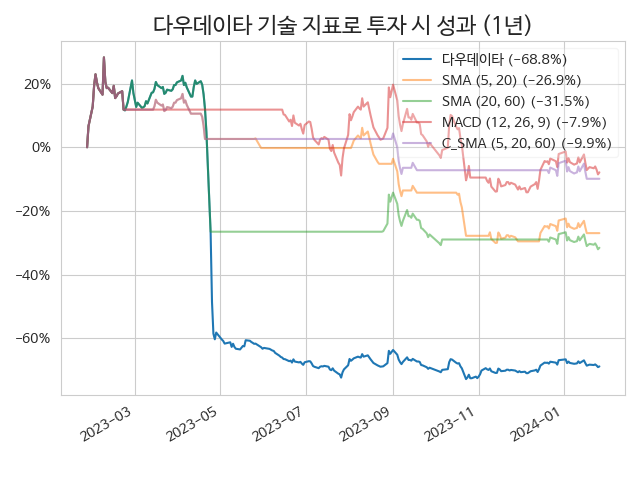 다우데이타 기술 지표로 투자 시 성과 (1년)
다우데이타 (−68.8%)
SMA (5, 20) (−26.9%)
SMA (20, 60) (−31.5%)
MACD (12, 26, 9) (−7.9%)
C_SMA (5, 20, 60) (−9.9%)
20%
0%
−20%
−40%
−60%
2023−03
2023−05
2023−07
2023−09
2023−11
2024−01